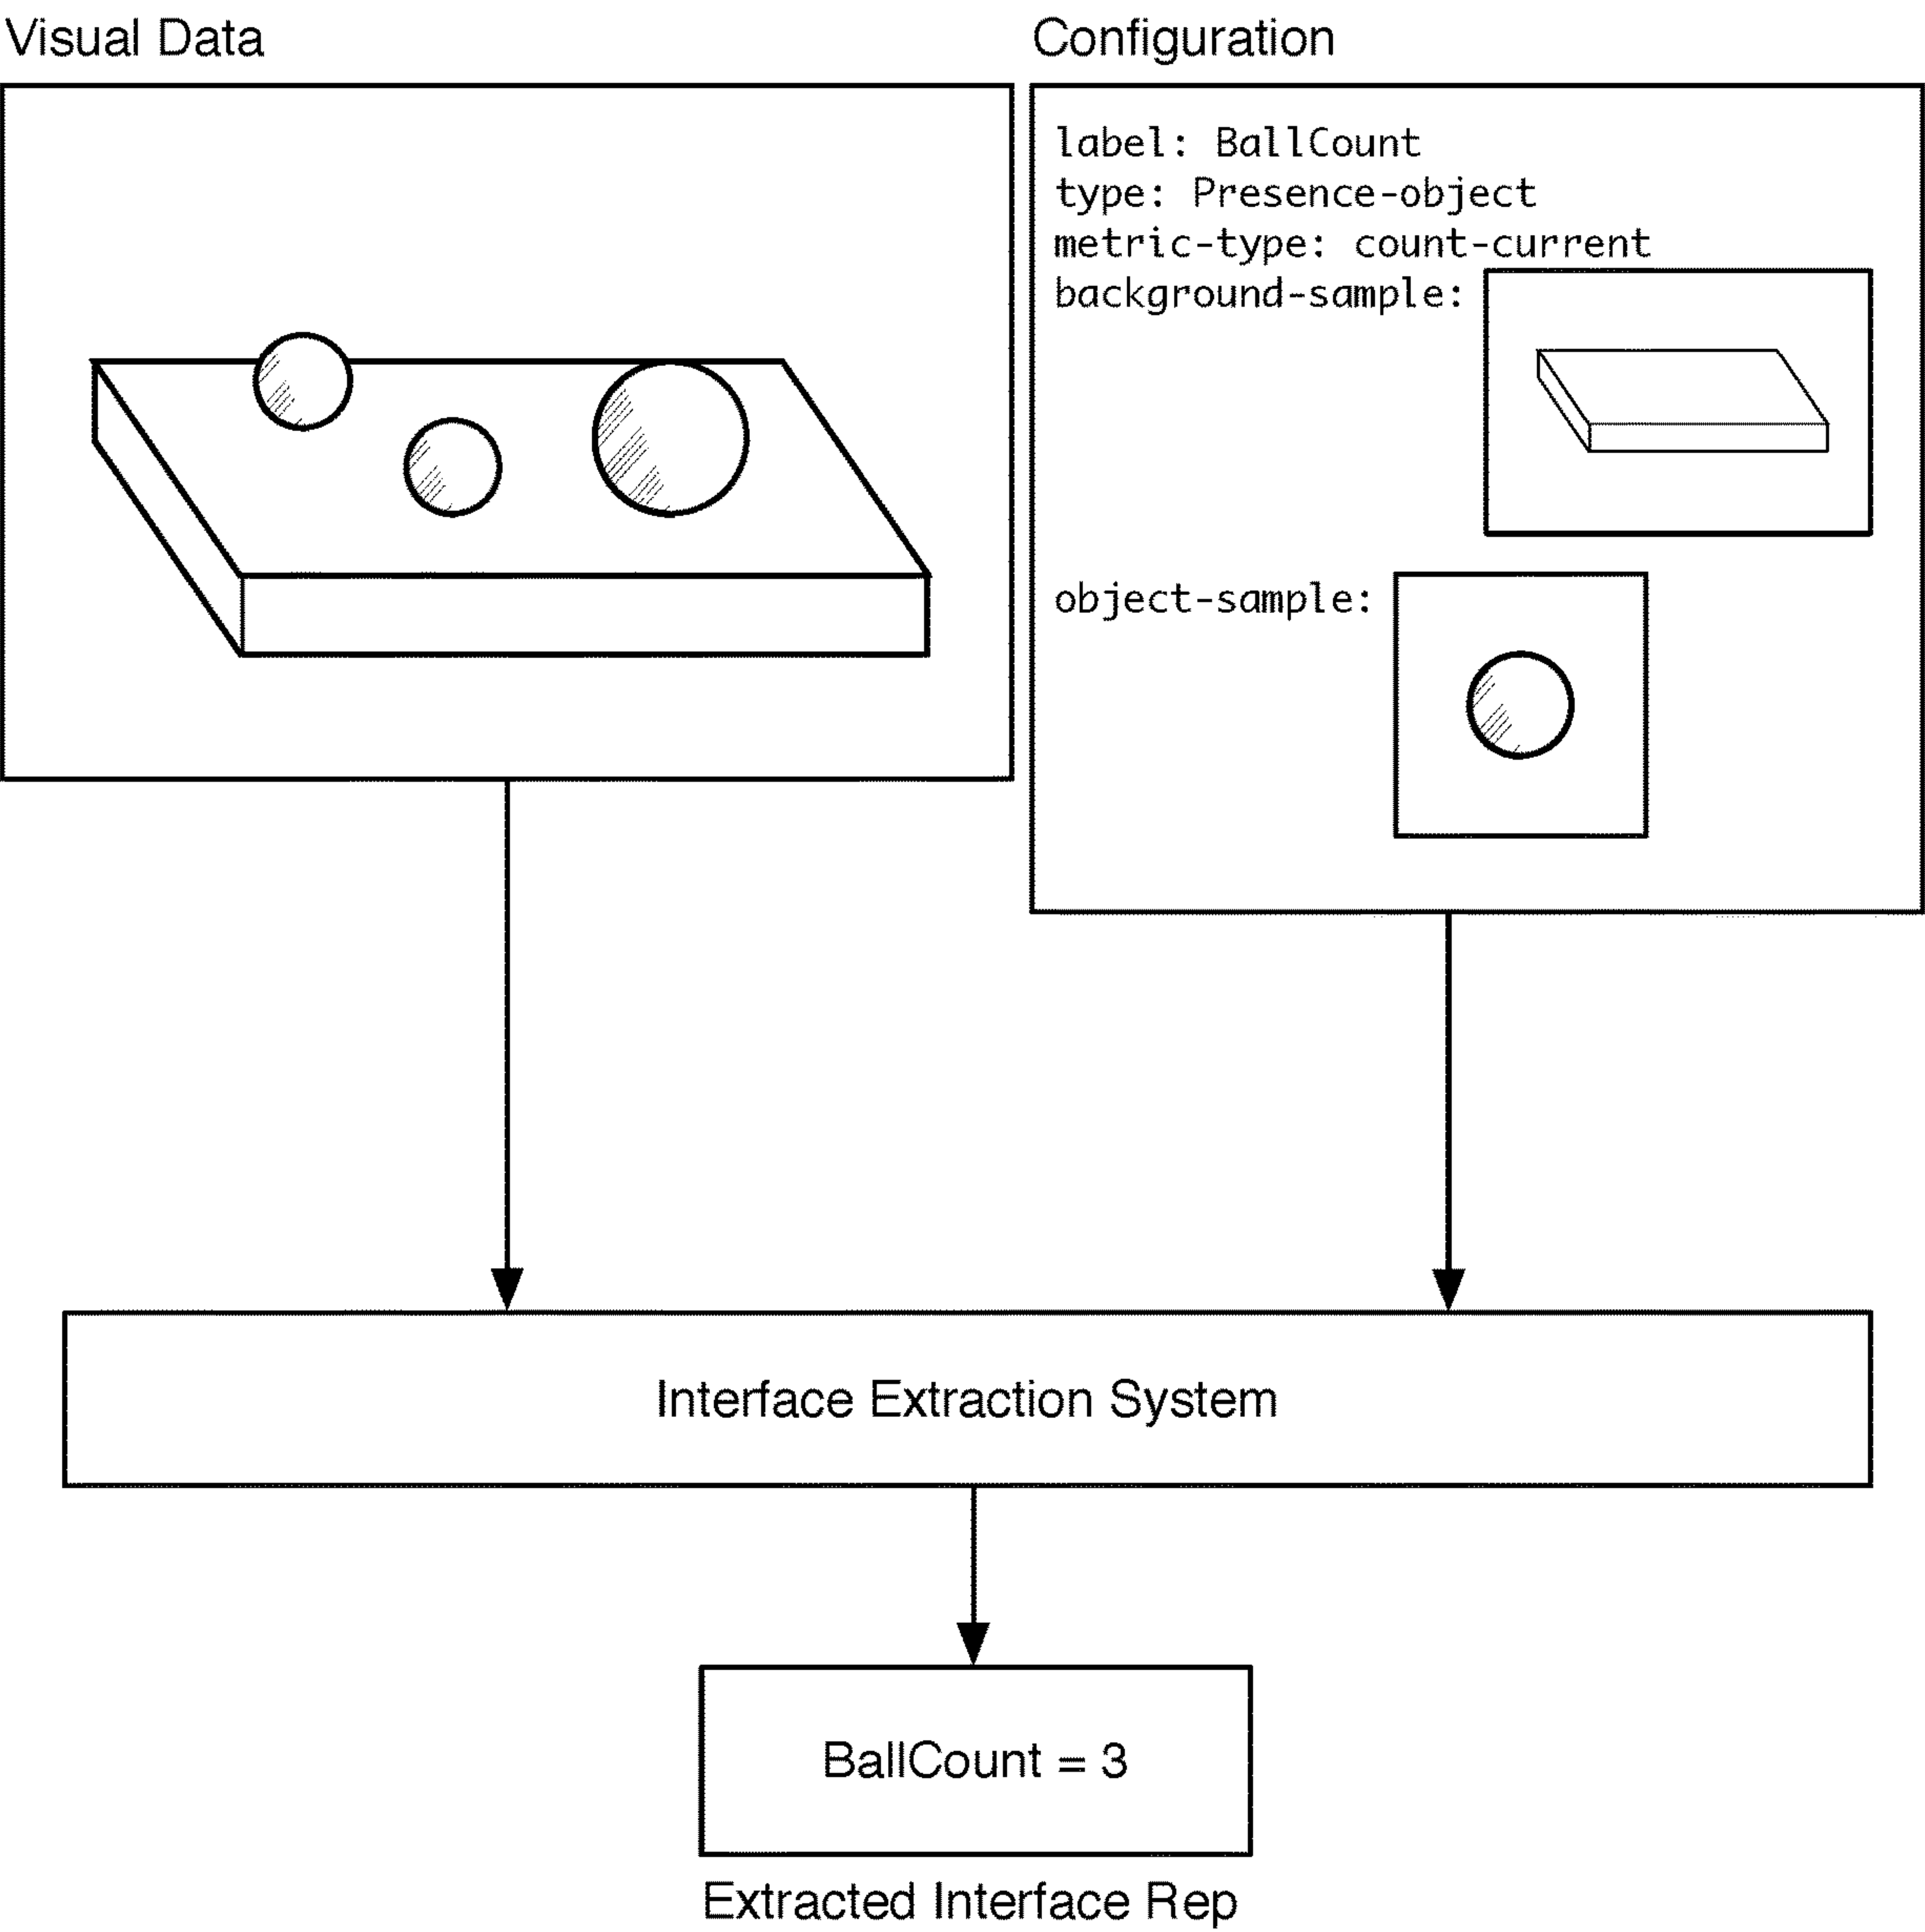 Visual Data
Configuration
label: BallCount
type: Presence-object
metric-type: count-current
background-sample:
object-sample:
Interface Extraction System
BallCount = 3
Extracted Interface Rep